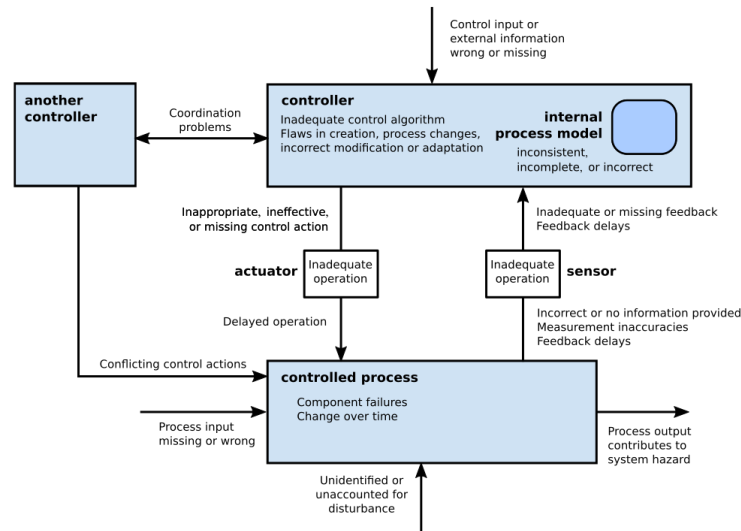 Control input or
external information
wrong or missing
another
controller
Coordination
problems
controller
Inadequate control algorithm
Flaws in creation, process changes,
incorrect modification or adaptation
internal
process model
inconsistent,
incomplete, or incorrect
Inappropriate, ineffective,
or missing control action
Inadequate or missing feedback
Feedback delays
actuator
Inadequate
operation
Inadequate
operation
sensor
Delayed operation
Incorrect or no information provided
Measurement inaccuracies
Feedback delays
Conflicting control actions
controlled process
Component failures
Change over time
Process input
missing or wrong
Process output
contributes to
system hazard
Unidentified or
unaccounted for
disturbance